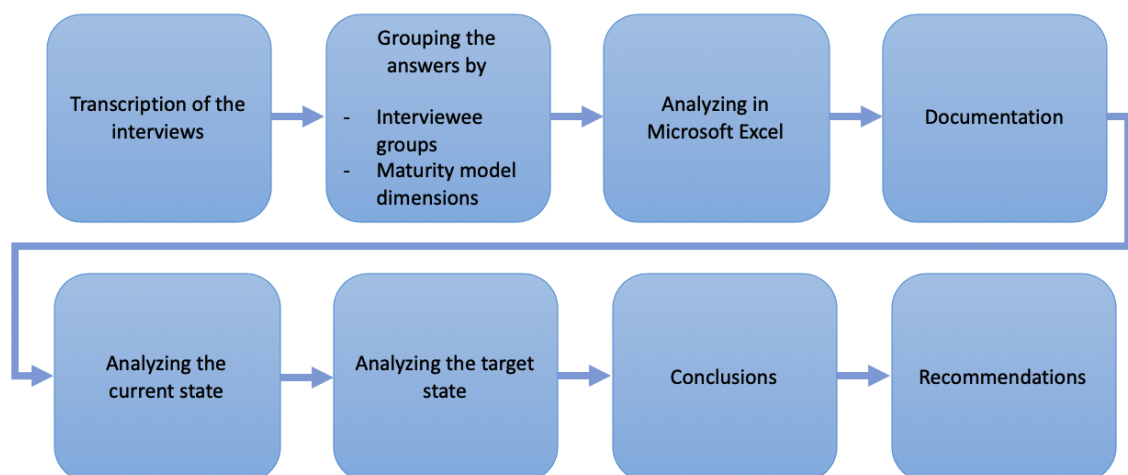 Transcription of the
interviews
Grouping the
answers by
- Interviewee
groups
- Maturity model
dimensions
Analyzing in
Microsoft Excel
Documentation
Analyzing the
current state
Analyzing the target
state
Conclusions
Recommendations